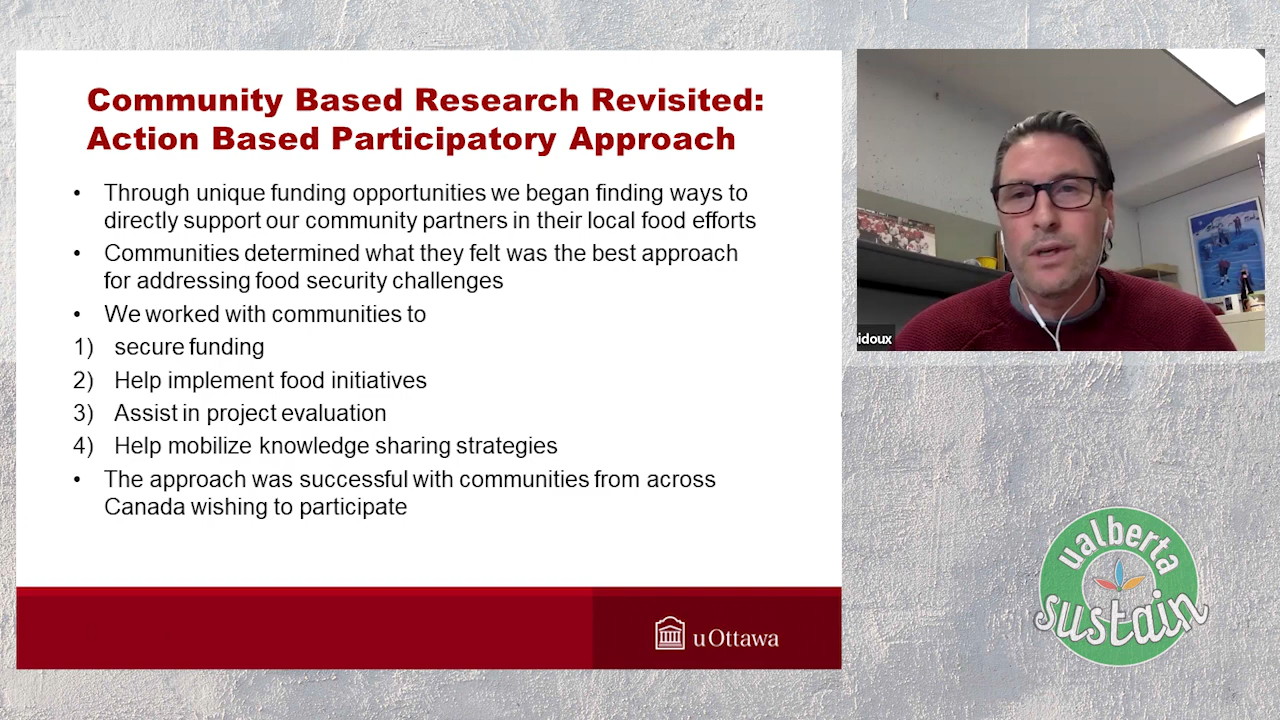 Community Based Research Revisited:
Action Based Participatory Approach
• Through unique funding opportunities we began finding ways to
directly support our community partners in their local food efforts
• Communities determined what they felt was the best approach
for addressing food security challenges
• We worked with communities to
1) secure funding
2) Help implement food initiatives
3) Assist in project evaluation
4) Help mobilize knowledge sharing strategies
• The approach was successful with communities from across
Canada wishing to participate
uOttawa
idoux
ualberta
sustain